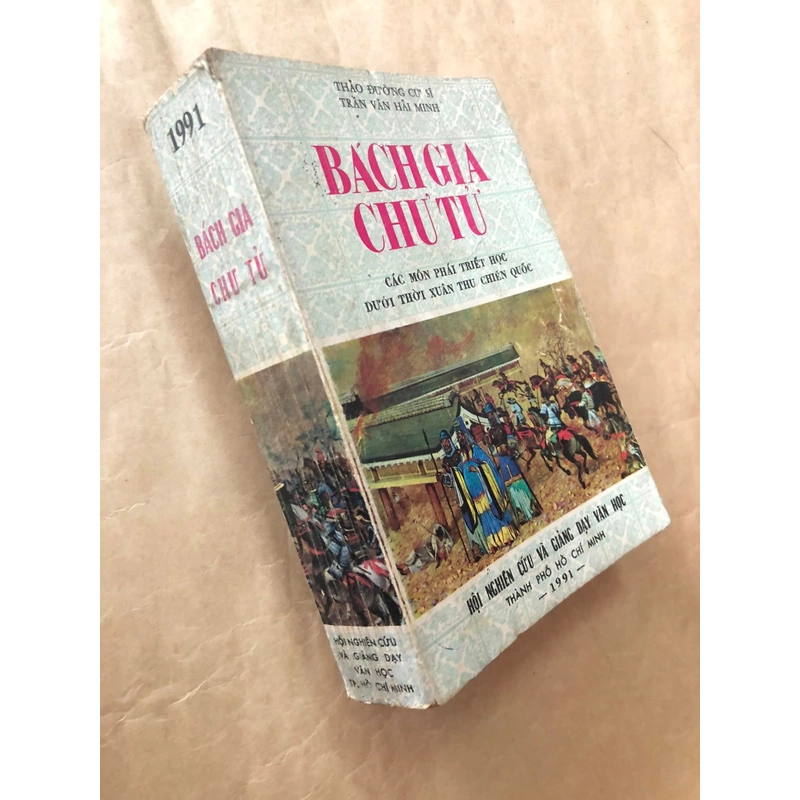 THẢO ĐƯỜNG CƯ SĨ
TRẦN VĂN HẢI MINH
BÁCH GIA
CHƯ TỬ
CÁC MÔN PHÁI TRIẾT HỌC
DƯỚI THỜI XUÂN THU CHIẾN QUỐC
HỘI NGHIÊN CỨU VÀ GIẢNG DẠY VĂN HỌC
THÀNH PHỐ HỒ CHÍ MINH
— 1991 —
1991
BÁCH GIA
CHƯ TỬ
HỘI NGHIÊN CỨU
VÀ GIẢNG DẠY
VĂN HỌC
TP. HỒ CHÍ MINH